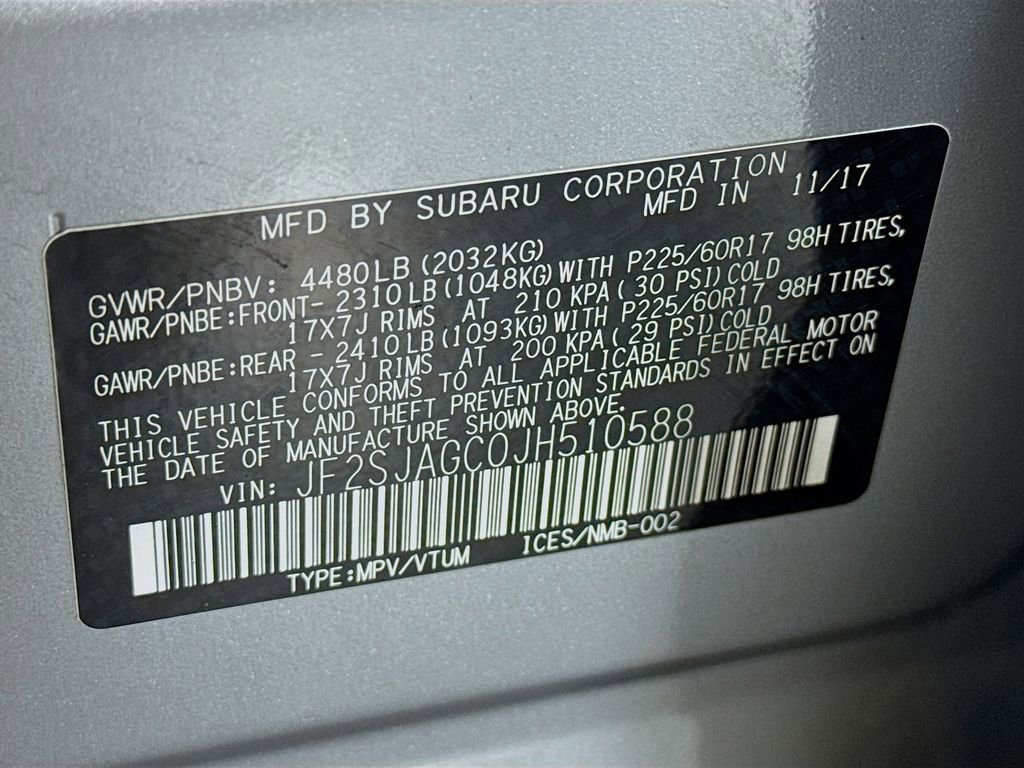 MFD BY SUBARU CORPORATION
MFD IN 11/17
GVWR/PNBV: 4480LB (2032KG)
GAWR/PNBE:FRONT- 2310LB (1048KG) WITH P225/60R17 98H TIRES,
17X7J RIMS AT 210 KPA (30 PSI) COLD
GAWR/PNBE:REAR - 2410LB (1093KG) WITH P225/60R17 98H TIRES,
17X7J RIMS AT 200 KPA (29 PSI) COLD
THIS VEHICLE CONFORMS TO ALL APPLICABLE FEDERAL MOTOR
VEHICLE SAFETY AND THEFT PREVENTION STANDARDS IN EFFECT ON
THE DATE OF MANUFACTURE SHOWN ABOVE.
VIN: JF2SJAGC0JH510588
TYPE:MPV/VTUM ICES/NMB-002